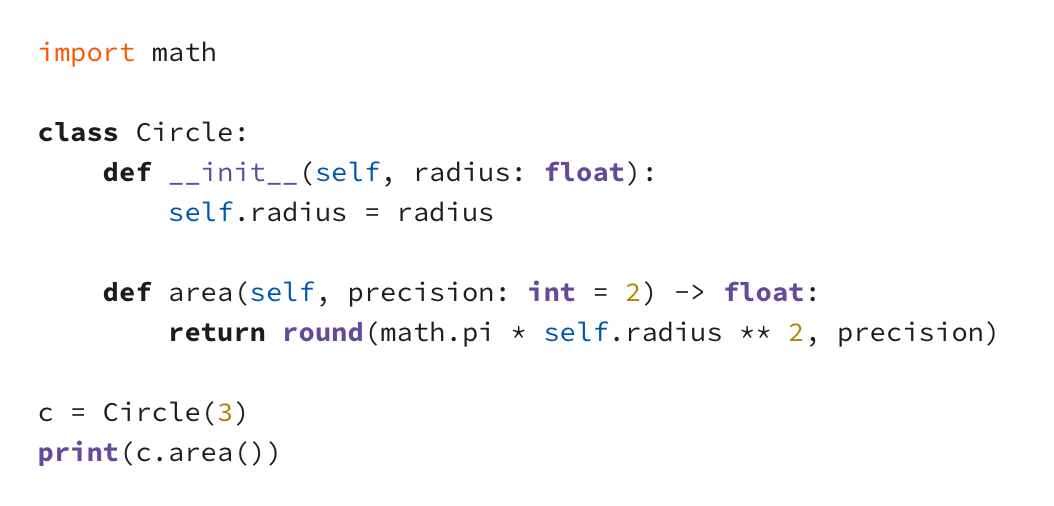 import math

class Circle:
    def __init__(self, radius: float):
        self.radius = radius

    def area(self, precision: int = 2) -> float:
        return round(math.pi * self.radius ** 2, precision)

c = Circle(3)
print(c.area())